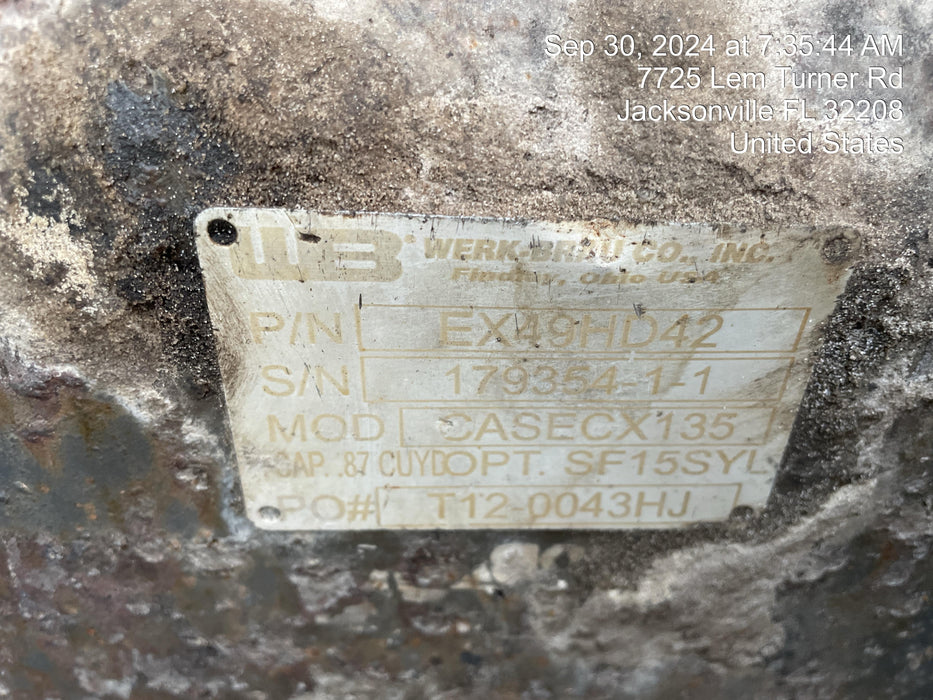 Sep 30, 2024 at 7:35:44 AM
7725 Lem Turner Rd
Jacksonville FL 32208
United States
WB WERK-BRAU CO., INC.
Findlay, Ohio USA
P/N EX49HD42
S/N 179354-1-1
MOD CASECX135
CAP. .87 CUYD OPT. SF15SYL
PO# T12-0043HJ